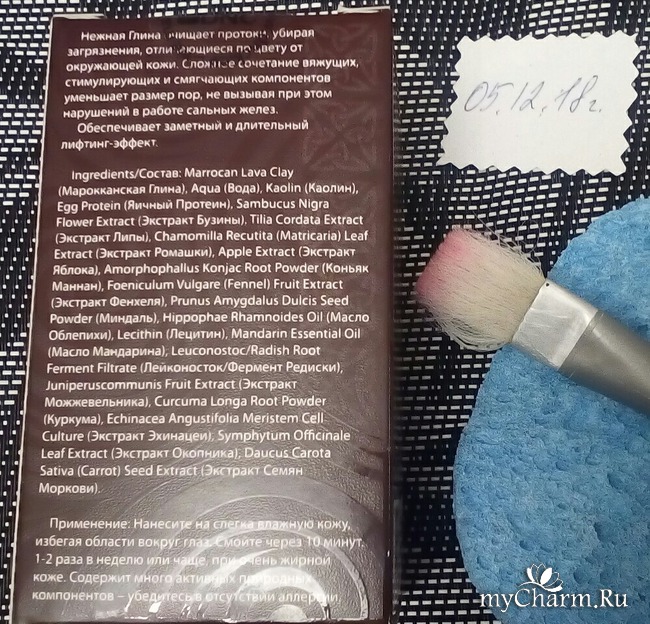 Нежная Глина очищает протоки, убирая
загрязнения, отличающиеся по цвету от
окружающей кожи. Сложное сочетание вяжущих,
стимулирующих и смягчающих компонентов
уменьшает размер пор, не вызывая при этом
нарушений в работе сальных желез.
Обеспечивает заметный и длительный
лифтинг-эффект.
Ingredients/Состав: Marrocan Lava Clay
(Марокканская Глина), Aqua (Вода), Kaolin (Каолин),
Egg Protein (Яичный Протеин), Sambucus Nigra
Flower Extract (Экстракт Бузины), Tilia Cordata Extract
(Экстракт Липы), Chamomilla Recutita (Matricaria) Leaf
Extract (Экстракт Ромашки), Apple Extract (Экстракт
Яблока), Amorphophallus Konjac Root Powder (Коньяк
Маннан), Foeniculum Vulgare (Fennel) Fruit Extract
(Экстракт Фенхеля), Prunus Amygdalus Dulcis Seed
Powder (Миндаль), Hippophae Rhamnoides Oil (Масло
Облепихи), Lecithin (Лецитин), Mandarin Essential Oil
(Масло Мандарина), Leuconostoc/Radish Root
Ferment Filtrate (Лейконосток/Фермент Редиски),
Juniperuscommunis Fruit Extract (Экстракт
Можжевельника), Curcuma Longa Root Powder
(Куркума), Echinacea Angustifolia Meristem Cell
Culture (Экстракт Эхинацеи), Symphytum Officinale
Leaf Extract (Экстракт Окопника), Daucus Carota
Sativa (Carrot) Seed Extract (Экстракт Семян
Моркови).
Применение: Нанесите на слегка влажную кожу,
избегая области вокруг глаз. Смойте через 10 минут.
1-2 раза в неделю или чаще, при очень жирной
коже. Содержит много активных природных
компонентов – убедитесь в отсутствии аллергии.
05.12.18г.
myCharm.Ru